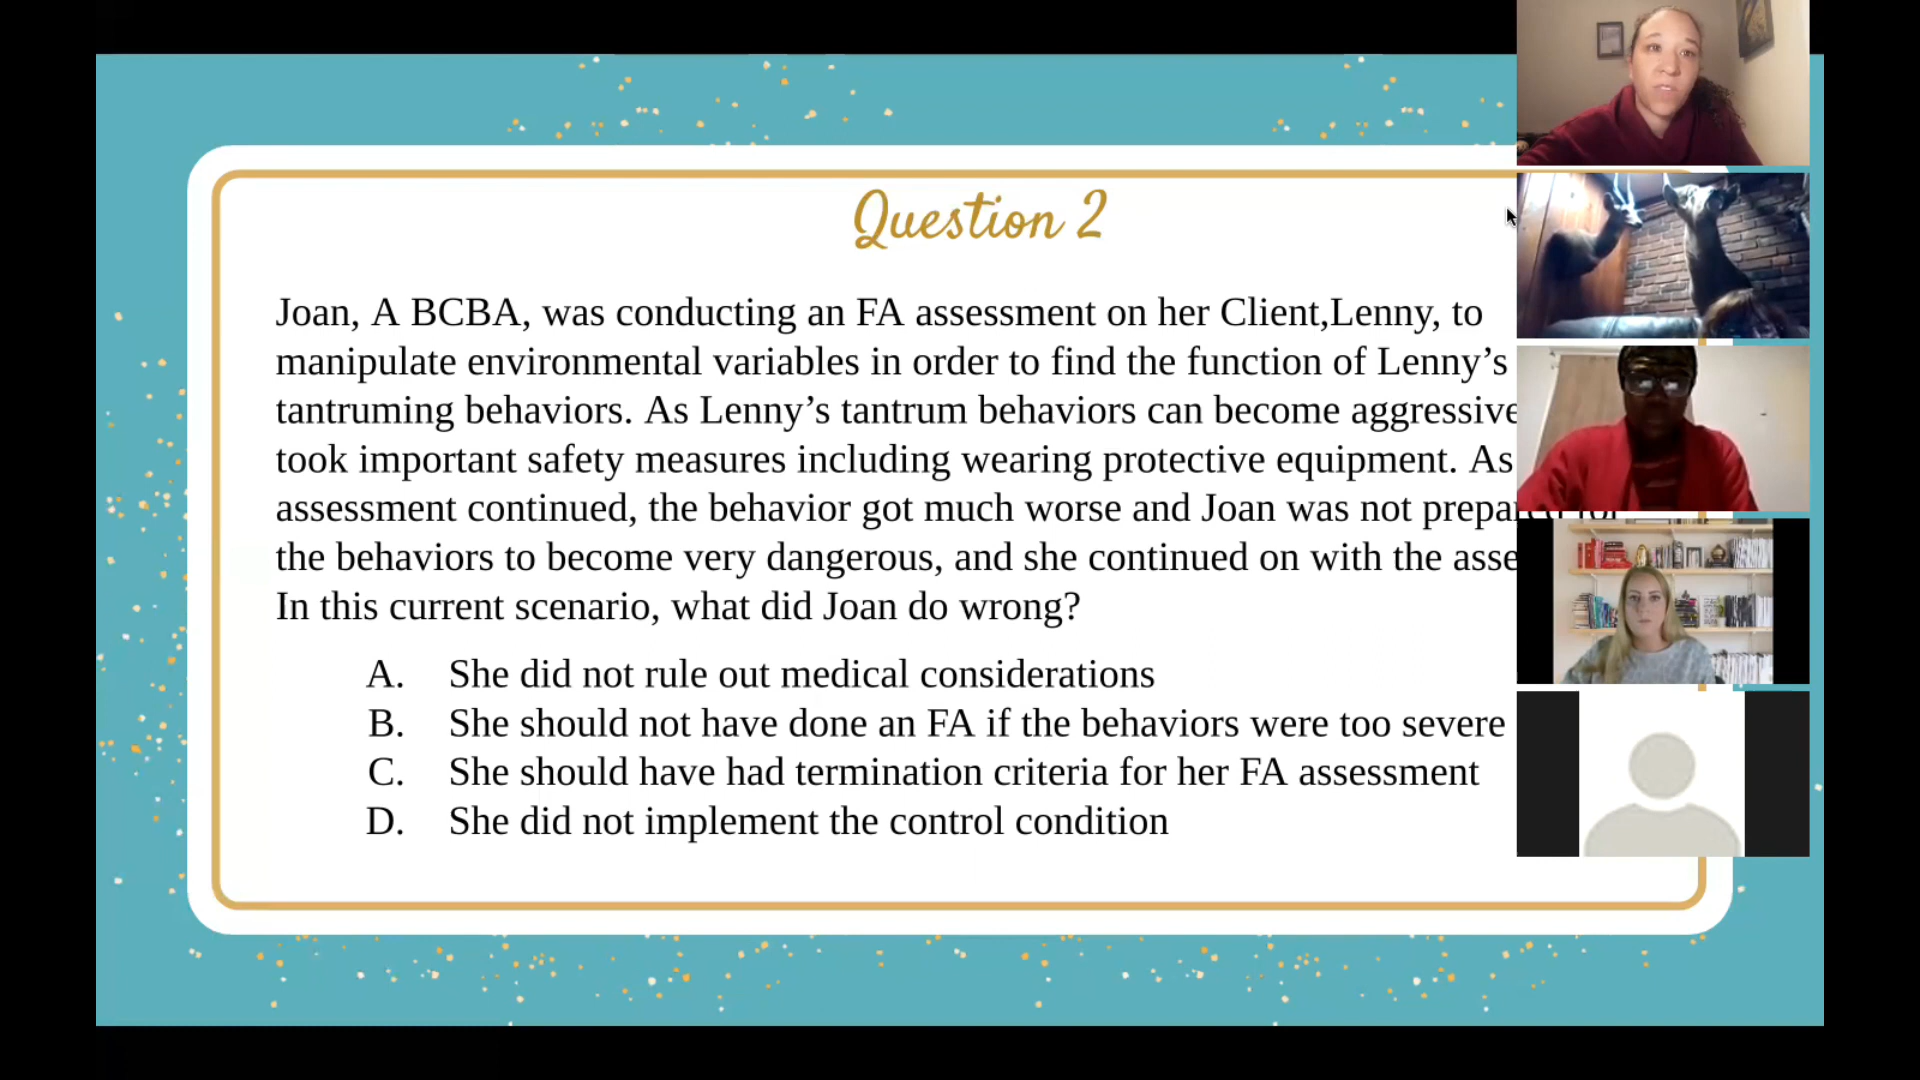 Question 2
Joan, A BCBA, was conducting an FA assessment on her Client,Lenny, to
manipulate environmental variables in order to find the function of Lenny’s
tantruming behaviors. As Lenny’s tantrum behaviors can become aggressive
took important safety measures including wearing protective equipment. As
assessment continued, the behavior got much worse and Joan was not
the behaviors to become very dangerous, and she continued on with the
In this current scenario, what did Joan do wrong?
A. She did not rule out medical considerations
B. She should not have done an FA if the behaviors were too severe
C. She should have had termination criteria for her FA assessment
D. She did not implement the control condition